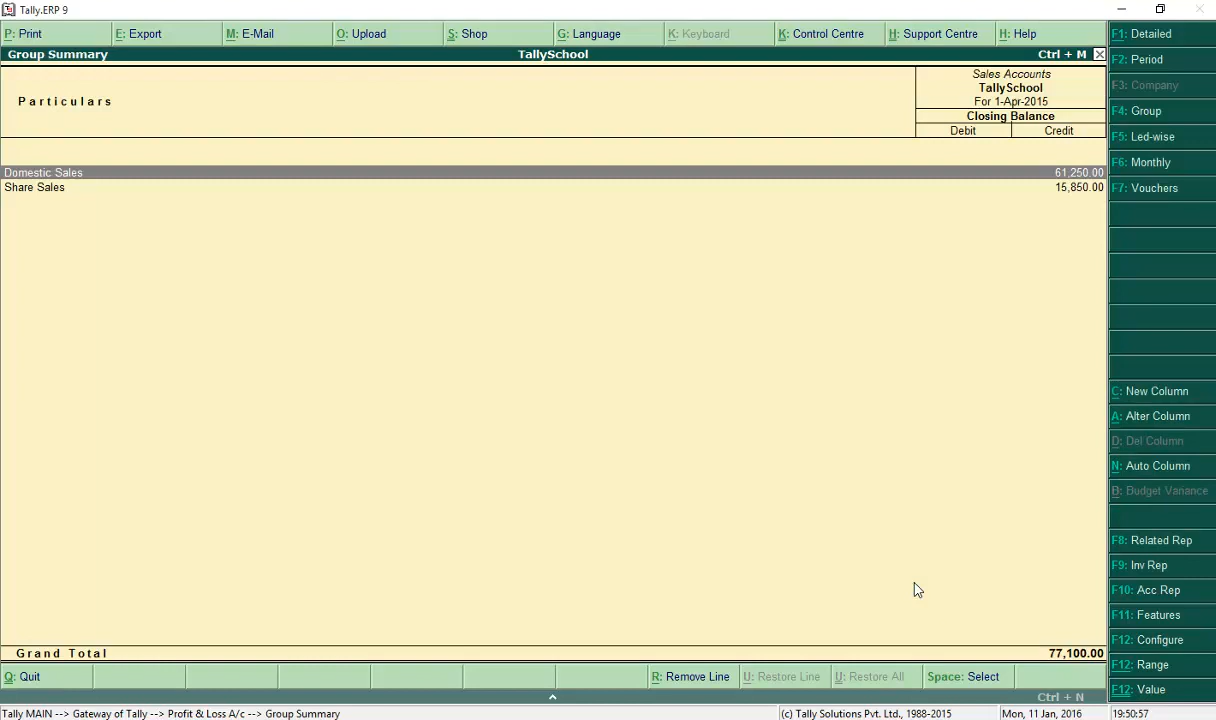 Tally.ERP 9
P: Print E: Export M: E-Mail O: Upload S: Shop G: Language K: Keyboard K: Control Centre H: Support Centre H: Help
Group Summary TallySchool Ctrl + M
Particulars
Sales Accounts
TallySchool
For 1-Apr-2015
Closing Balance
Debit Credit
Domestic Sales 61,250.00
Share Sales 15,850.00
Grand Total 77,100.00
Q: Quit R: Remove Line U: Restore Line U: Restore All Space: Select
Ctrl + N
Tally MAIN --> Gateway of Tally --> Profit & Loss A/c --> Group Summary (c) Tally Solutions Pvt. Ltd., 1988-2015 Mon, 11 Jan, 2016 19:50:57
F1: Detailed
F2: Period
F3: Company
F4: Group
F5: Led-wise
F6: Monthly
F7: Vouchers
C: New Column
A: Alter Column
D: Del Column
N: Auto Column
B: Budget Variance
F8: Related Rep
F9: Inv Rep
F10: Acc Rep
F11: Features
F12: Configure
F12: Range
F12: Value